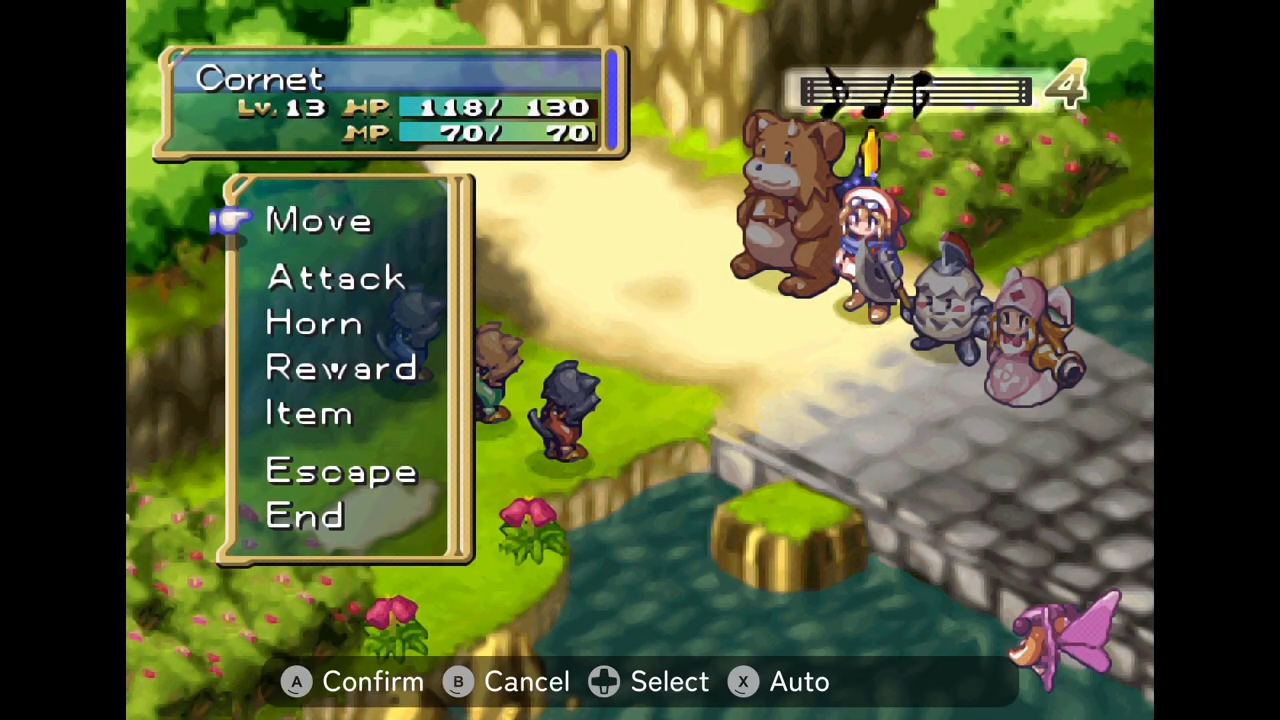 Cornet
Lv. 13 HP 118/ 130
MP 70/ 70
4
Move
Attack
Horn
Reward
Item
Escape
End
A Confirm B Cancel Select X Auto